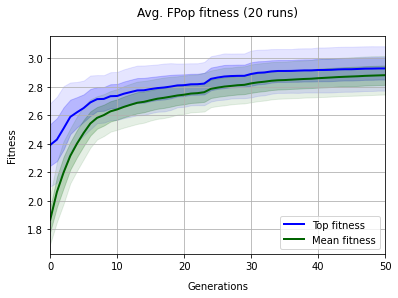 Avg. FPop fitness (20 runs)
3.0
2.8
2.6
2.4
2.2
2.0
1.8
Fitness
0
10
20
30
40
50
Generations
Top fitness
Mean fitness